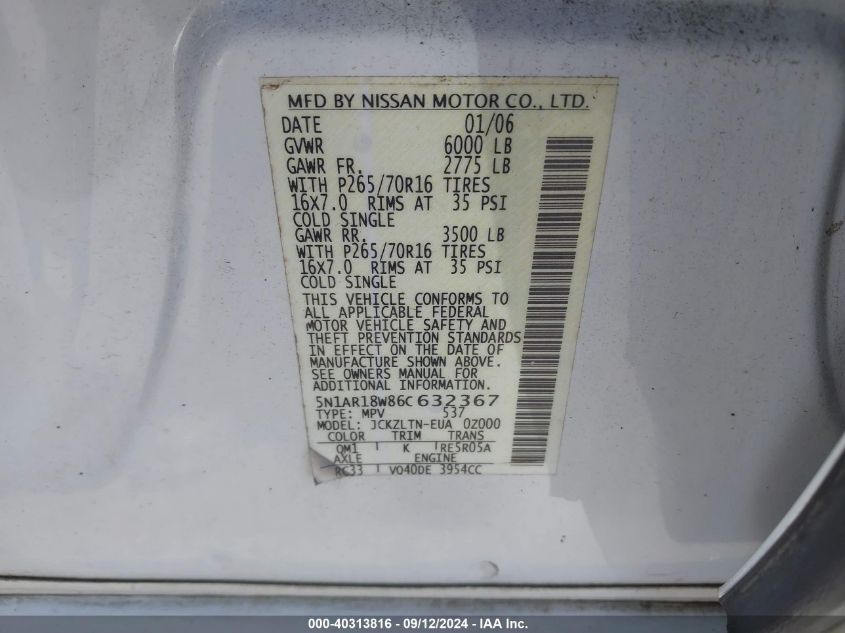 MFD BY NISSAN MOTOR CO., LTD.
DATE 01/06
GVWR 6000 LB
GAWR FR. 2775 LB
WITH P265/70R16 TIRES
16X7.0 RIMS AT 35 PSI
COLD SINGLE
GAWR RR. 3500 LB
WITH P265/70R16 TIRES
16X7.0 RIMS AT 35 PSI
COLD SINGLE
THIS VEHICLE CONFORMS TO
ALL APPLICABLE FEDERAL
MOTOR VEHICLE SAFETY AND
THEFT PREVENTION STANDARDS
IN EFFECT ON THE DATE OF
MANUFACTURE SHOWN ABOVE.
SEE OWNERS MANUAL FOR
ADDITIONAL INFORMATION.
5N1AR18W86C 632367
TYPE: MPV 537
MODEL: JCKZLTN-EUA 0Z000
COLOR TRIM TRANS
QM1 K RE5R05A
AXLE ENGINE
RC33 VQ40DE 3954CC
000-40313816 - 09/12/2024 - IAA Inc.